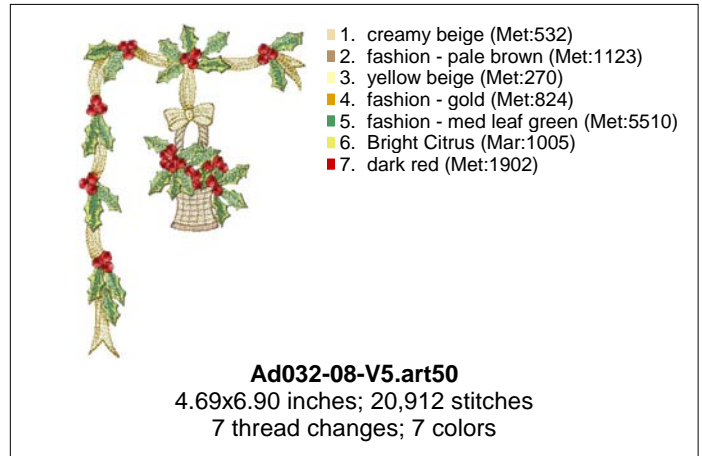 1. creamy beige (Met:532)
2. fashion - pale brown (Met:1123)
3. yellow beige (Met:270)
4. fashion - gold (Met:824)
5. fashion - med leaf green (Met:5510)
6. Bright Citrus (Mar:1005)
7. dark red (Met:1902)
Ad032-08-V5.art50
4.69x6.90 inches; 20,912 stitches
7 thread changes; 7 colors